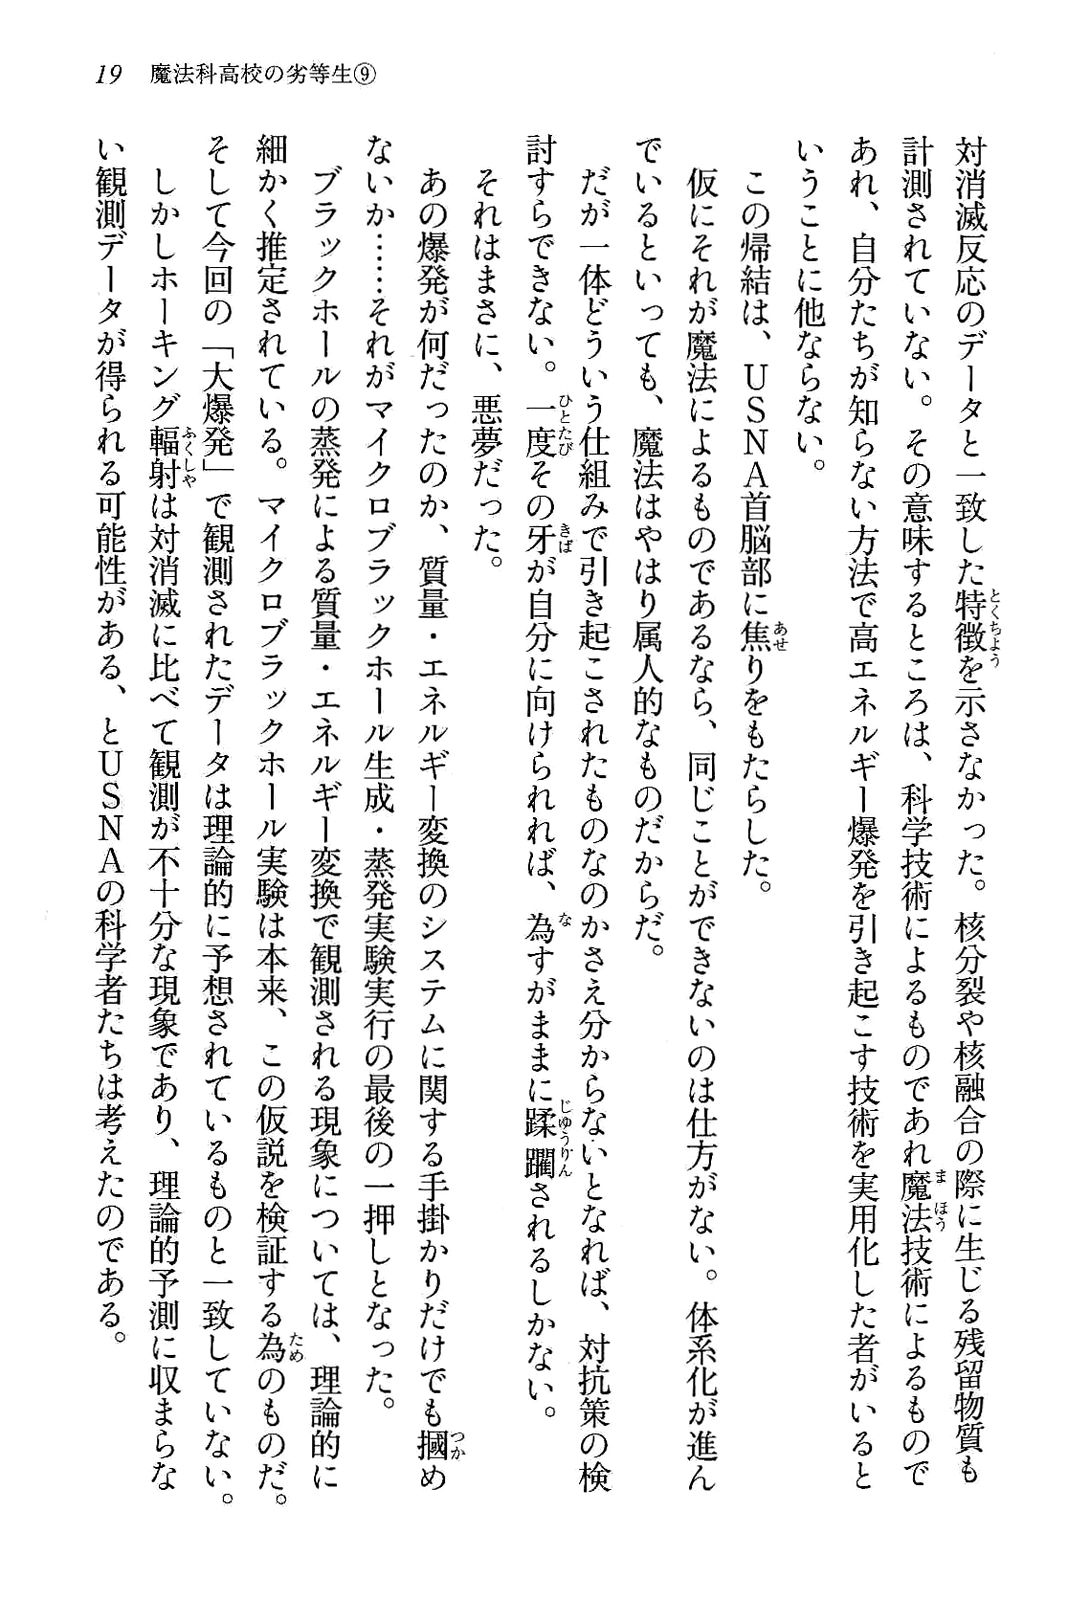 19 魔法科高校の劣等生⑨
対消滅反応のデータと一致した特徴を示さなかった。核分裂や核融合の際に生じる残留物質も
計測されていない。その意味するところは、科学技術によるものであれ魔法技術によるもので
あれ、自分たちが知らない方法で高エネルギー爆発を引き起こす技術を実用化した者がいると
いうことに他ならない。
この帰結は、ＵＳＮＡ首脳部に焦りをもたらした。
仮にそれが魔法によるものであるなら、同じことができないのは仕方がない。体系化が進ん
でいるといっても、魔法はやはり属人的なものだからだ。
だが一体どういう仕組みで引き起こされたものなのかさえ分からないとなれば、対抗策の検
討すらできない。一度その牙が自分に向けられれば、為すがままに蹂躙されるしかない。
それはまさに、悪夢だった。
あの爆発が何だったのか、質量・エネルギー変換のシステムに関する手掛かりだけでも摑め
ないか……それがマイクロブラックホール生成・蒸発実験実行の最後の一押しとなった。
ブラックホールの蒸発による質量・エネルギー変換で観測される現象については、理論的に
細かく推定されている。マイクロブラックホール実験は本来、この仮説を検証する為のものだ。
そして今回の「大爆発」で観測されたデータは理論的に予想されているものと一致していない。
しかしホーキング輻射は対消滅に比べて観測が不十分な現象であり、理論的予測に収まらな
い観測データが得られる可能性がある、とＵＳＮＡの科学者たちは考えたのである。